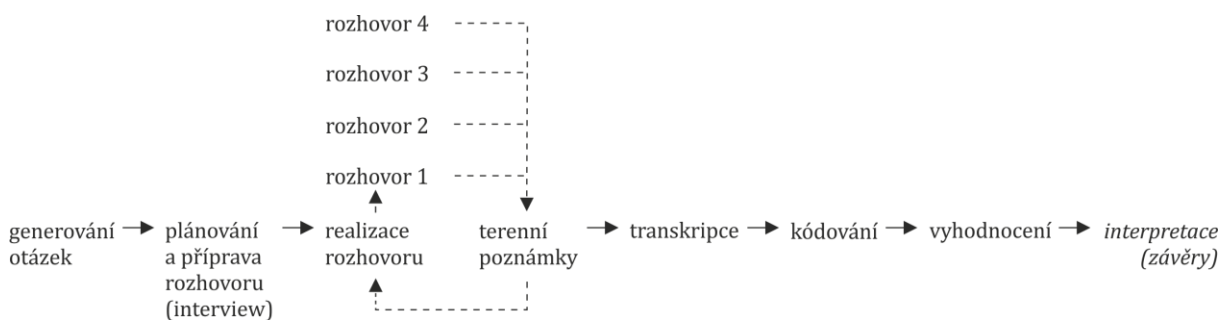 rozhovor 4
rozhovor 3
rozhovor 2
rozhovor 1
generování
otázek
plánování
a příprava
rozhovoru
(interview)
realizace
rozhovoru
terenní
poznámky
transkripce
kódování
vyhodnocení
interpretace
(závěry)